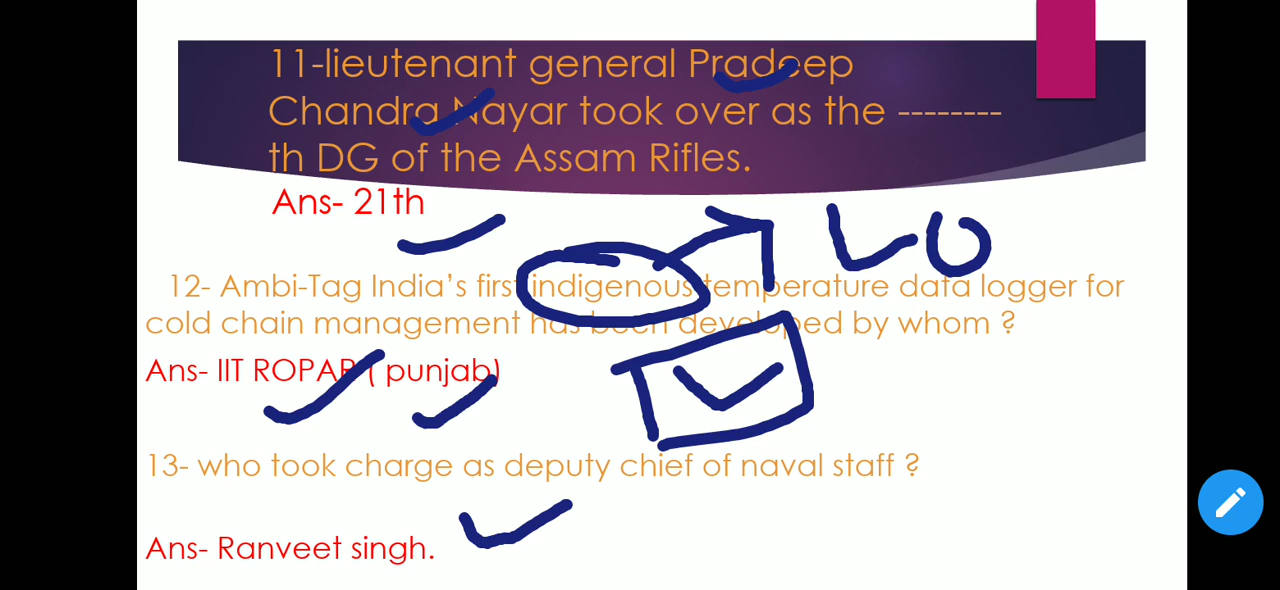 11-lieutenant general Pradeep
Chandra Nayar took over as the --------
th DG of the Assam Rifles.
Ans- 21th
12- Ambi-Tag India's first indigenous temperature data logger for
cold chain management has been developed by whom ?
Ans- IIT ROPAR ( punjab)
13- who took charge as deputy chief of naval staff ?
Ans- Ranveet singh.